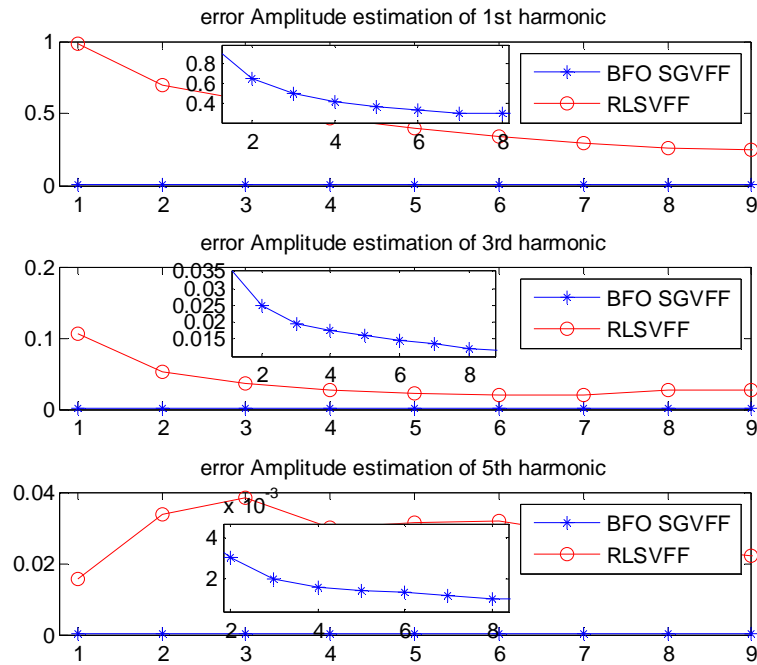 error Amplitude estimation of 1st harmonic
1
0.5
0
0.8
0.6
0.4
2 4 6 8
BFO SGVFF
RLSVFF
1 2 3 4 5 6 7 8 9
error Amplitude estimation of 3rd harmonic
0.2
0.1
0
0.035
0.03
0.025
0.02
0.015
2 4 6 8
BFO SGVFF
RLSVFF
1 2 3 4 5 6 7 8 9
error Amplitude estimation of 5th harmonic
0.04
0.02
0
x 10-3
4
2
2 4 6 8
BFO SGVFF
RLSVFF
1 2 3 4 5 6 7 8 9